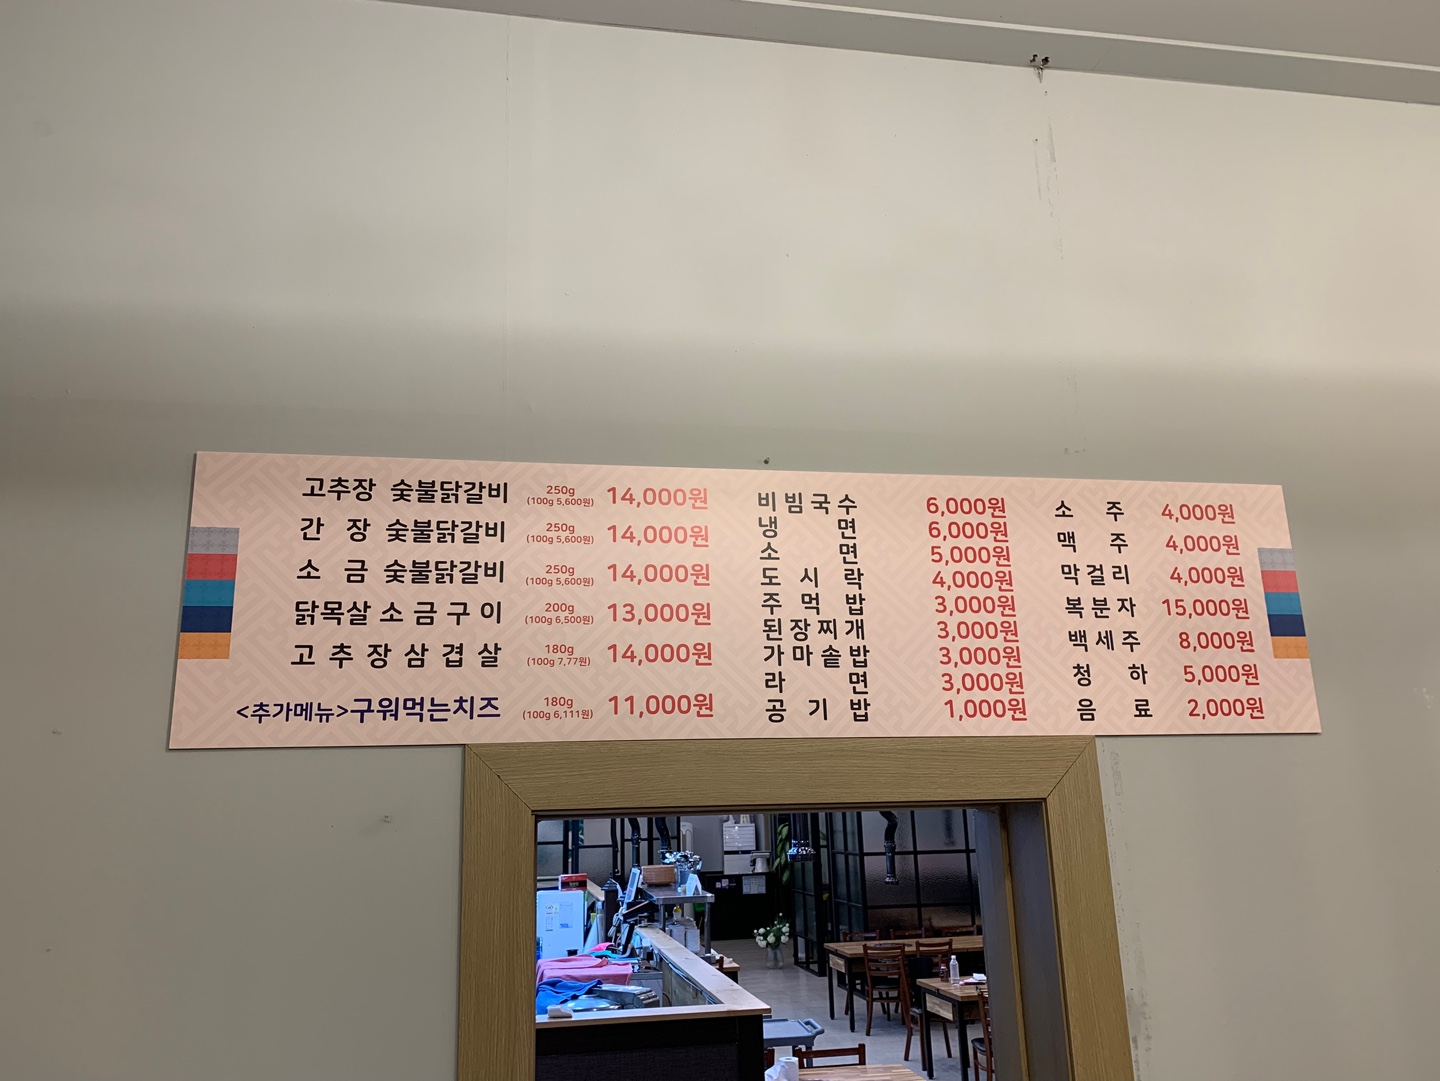 고추장 숯불닭갈비 250g (100g 5,600원) 14,000원
간 장 숯불닭갈비 250g (100g 5,600원) 14,000원
소 금 숯불닭갈비 250g (100g 5,600원) 14,000원
닭목살 소금구이 200g (100g 6,500원) 13,000원
고추장삼겹살 180g (100g 7,77원) 14,000원
<추가메뉴>구워먹는치즈 180g (100g 6,111원) 11,000원
비빔국수 6,000원
냉면 6,000원
소면 5,000원
도시락 4,000원
주먹밥 3,000원
된장찌개 3,000원
가마솥밥 3,000원
라면 3,000원
공기밥 1,000원
소주 4,000원
맥주 4,000원
막걸리 4,000원
복분자 15,000원
백세주 8,000원
청하 5,000원
음료 2,000원